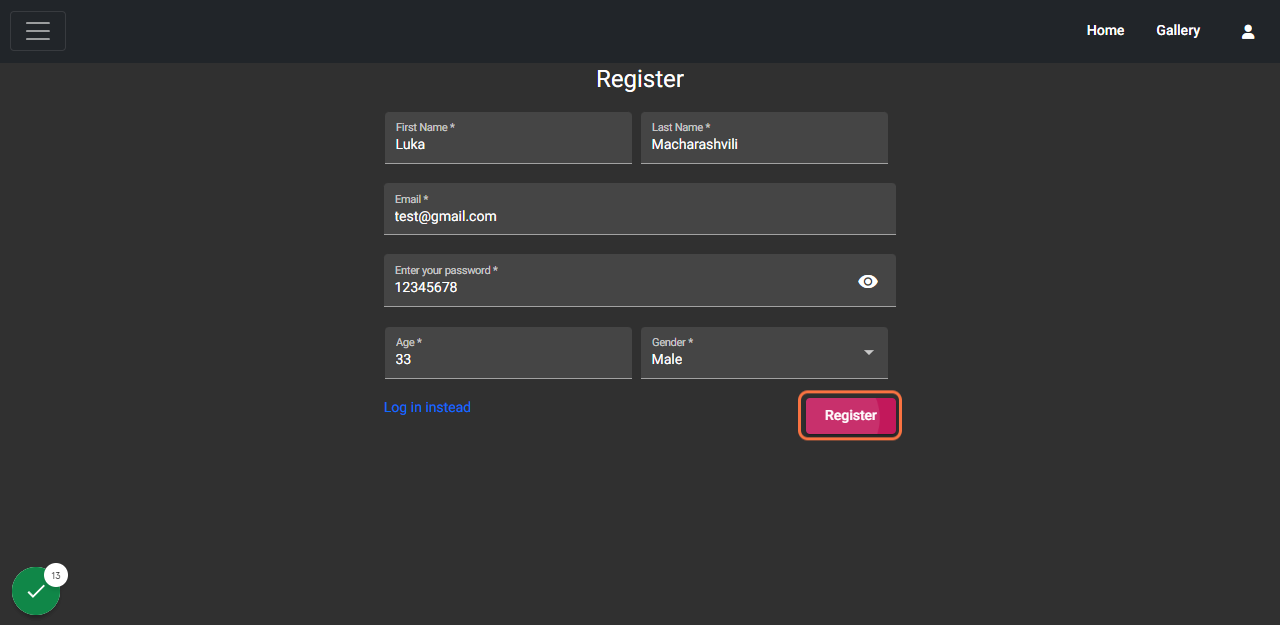 Home Gallery
Register
First Name *
Luka
Last Name *
Macharashvili
Email *
test@gmail.com
Enter your password *
12345678
Age *
33
Gender *
Male
Log in instead
Register
13